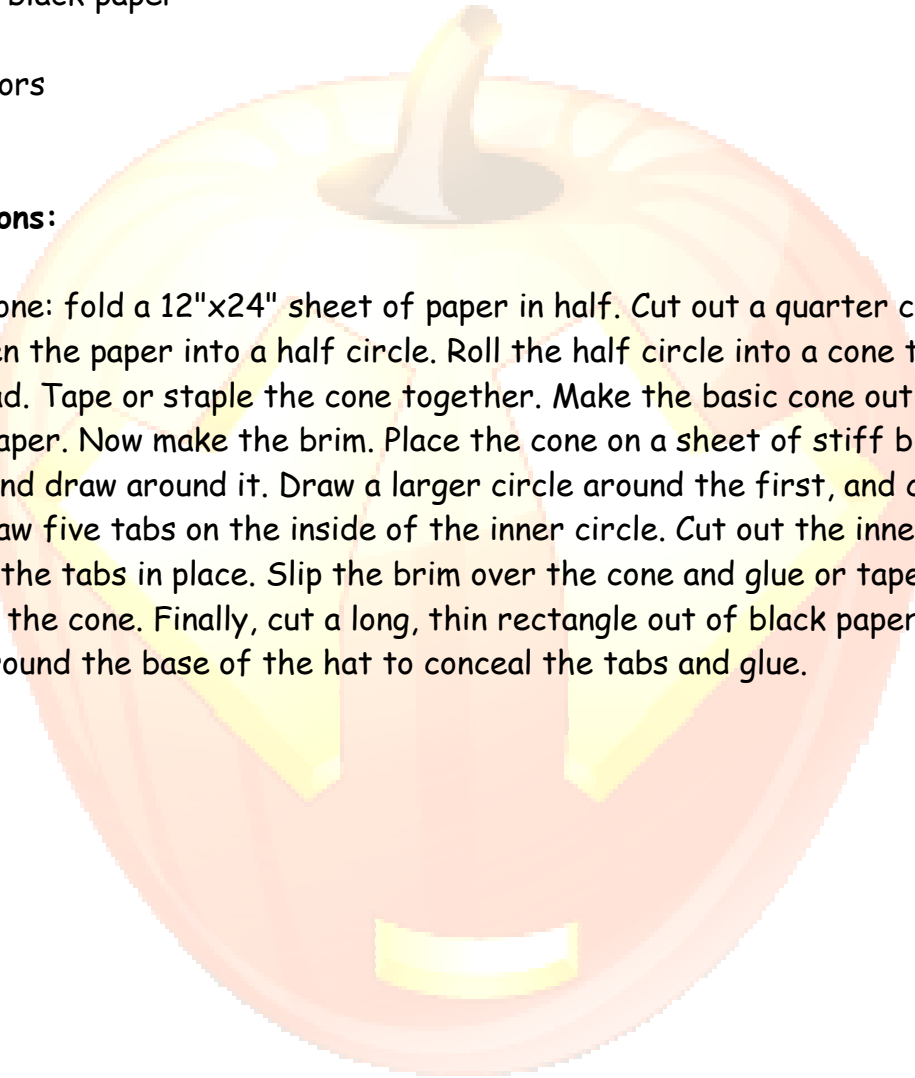 black paper
ors
ons:
one: fold a 12"x24" sheet of paper in half. Cut out a quarter c
en the paper into a half circle. Roll the half circle into a cone t
ad. Tape or staple the cone together. Make the basic cone out
aper. Now make the brim. Place the cone on a sheet of stiff b
nd draw around it. Draw a larger circle around the first, and c
aw five tabs on the inside of the inner circle. Cut out the inne
the tabs in place. Slip the brim over the cone and glue or tape
the cone. Finally, cut a long, thin rectangle out of black paper
round the base of the hat to conceal the tabs and glue.